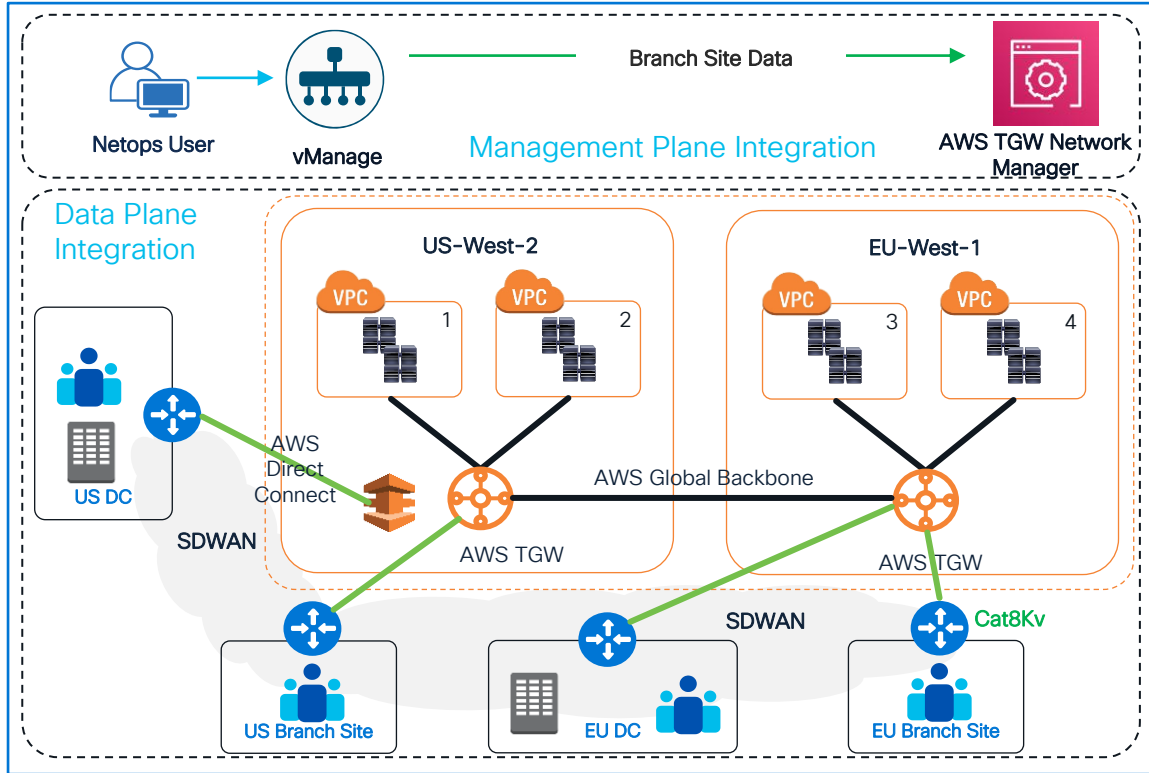 Netops User
vManage
Branch Site Data
Management Plane Integration
AWS TGW Network
Manager
Data Plane
Integration
US-West-2
EU-West-1
VPC
1
VPC
2
VPC
3
VPC
4
US DC
AWS
Direct
Connect
AWS Global Backbone
SDWAN
AWS TGW
AWS TGW
SDWAN
Cat8Kv
US Branch Site
EU DC
EU Branch Site